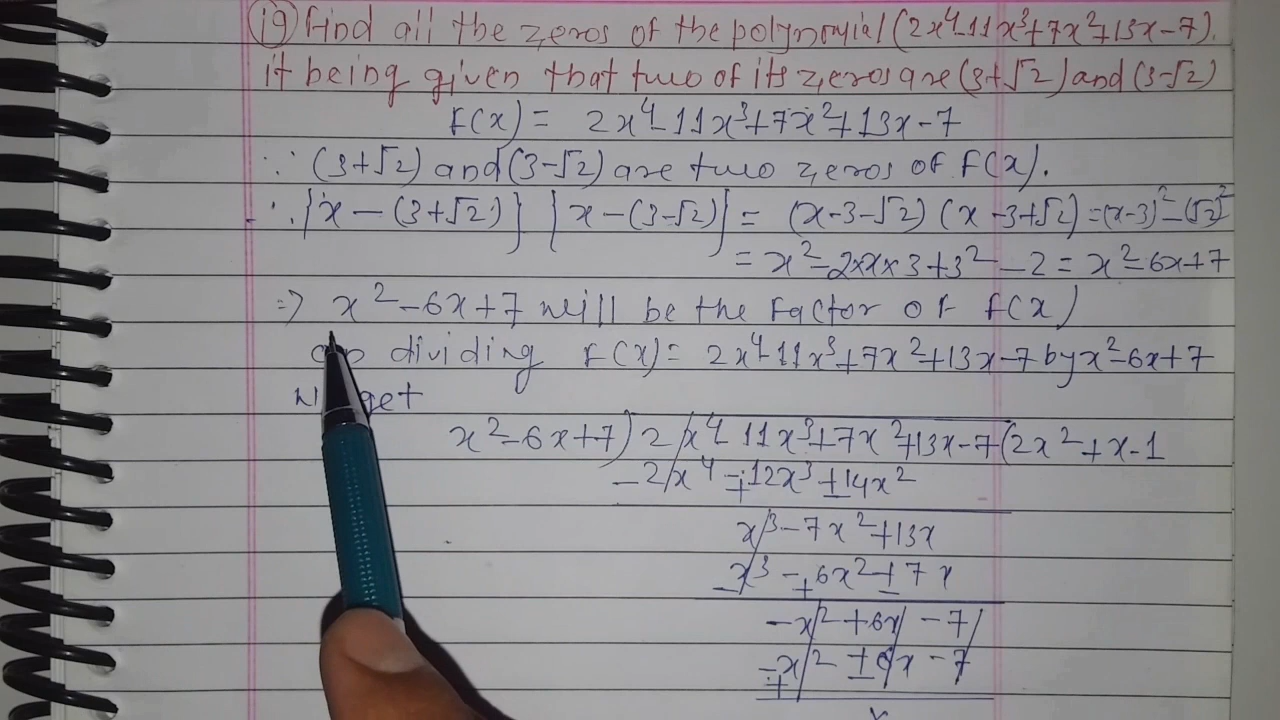 (19) Find all the zeros of the polynomial (2x⁴-11x³+7x²+13x-7).
it being given that two of its zeros are (3+√2) and (3-√2)
F(x) = 2x⁴-11x³+7x²+13x-7
∵ (3+√2) and (3-√2) are two zeros of F(x).
∴ {x-(3+√2)} {x-(3-√2)} = (x-3-√2) (x-3+√2) = (x-3)²-(√2)²
= x²-2×x×3+3²-2 = x²-6x+7
⇒ x²-6x+7 will be the factor of f(x)
dividing F(x) = 2x⁴-11x³+7x²+13x-7 by x²-6x+7
get
x²-6x+7) 2x⁴-11x³+7x²+13x-7 (2x²+x-1
2x⁴-12x³+14x²
x³-7x²+13x
x³-6x²+7x
-x²+6x-7
-x²+6x-7
x